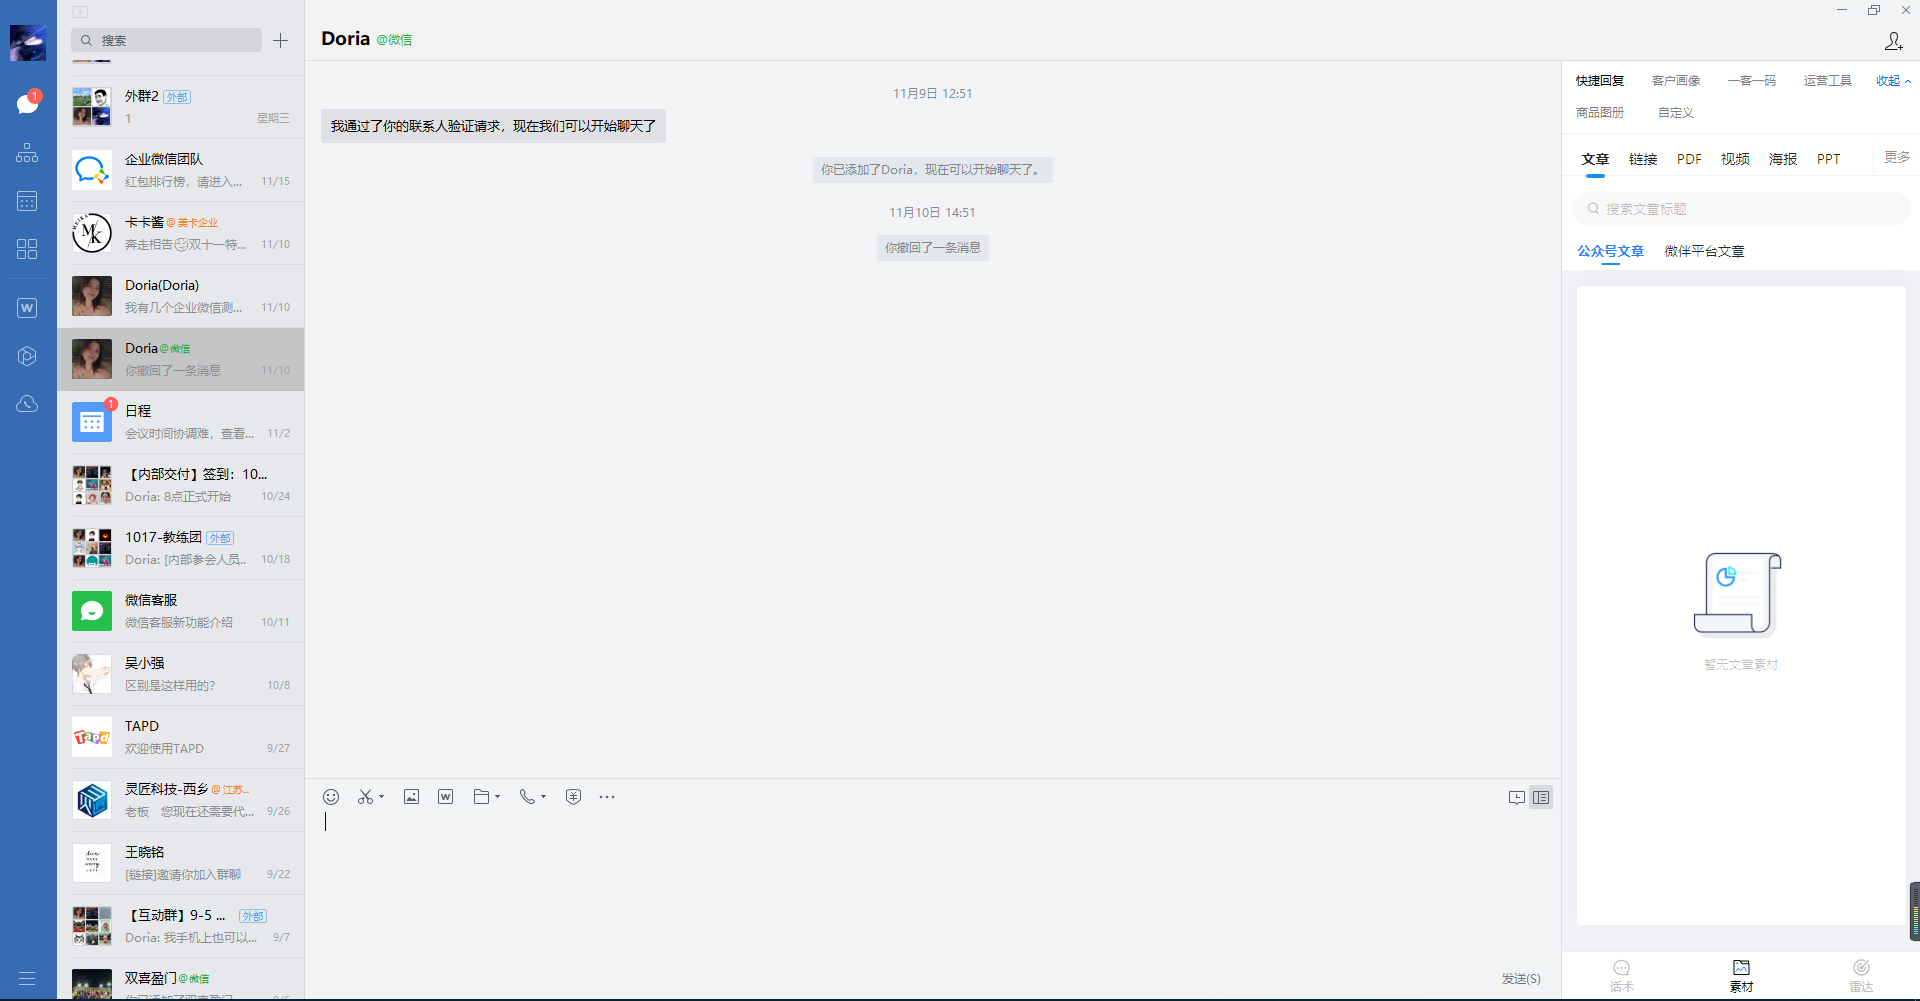 搜索
1
外群2 外部
1 星期三
企业微信团队
红包排行榜，请进入... 11/15
卡卡酱 @美卡企业
奔走相告 双十一特... 11/10
Doria(Doria)
我有几个企业微信测... 11/10
Doria@微信
你撤回了一条消息 11/10
1
日程
会议时间协调难，查看... 11/2
【内部交付】签到：10...
Doria: 8点正式开始 10/24
1017-教练团 外部
Doria: [内部参会人员.. 10/18
微信客服
微信客服新功能介绍 10/11
吴小强
区别是这样用的? 10/8
TAPD
欢迎使用TAPD 9/27
灵匠科技-西乡 @江苏...
老板 您现在还需要代... 9/26
王晓铭
[链接]邀请你加入群聊 9/22
【互动群】9-5 ... 外部
Doria: 我手机上也可以... 9/7
双喜盈门@微信
Doria @微信
11月9日 12:51
我通过了你的联系人验证请求，现在我们可以开始聊天了
你已添加了Doria，现在可以开始聊天了。
11月10日 14:51
你撤回了一条消息
发送(S)
快捷回复 客户画像 一客一码 运营工具 收起
商品图册 自定义
文章 链接 PDF 视频 海报 PPT 更多
搜索文章标题
公众号文章 微伴平台文章
暂无文章素材
话术 素材 雷达